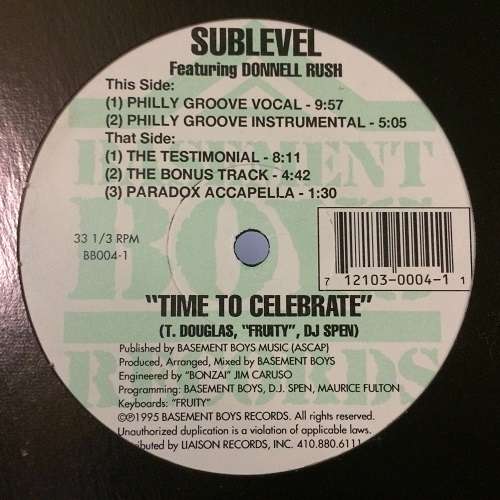 SUBLEVEL
Featuring DONNELL RUSH
This Side:
(1) PHILLY GROOVE VOCAL - 9:57
(2) PHILLY GROOVE INSTRUMENTAL - 5:05
That Side:
(1) THE TESTIMONIAL - 8:11
(2) THE BONUS TRACK - 4:42
(3) PARADOX ACCAPELLA - 1:30
BASEMENT
BOYS
RECORDS
33 1/3 RPM
BB004-1
7 12103-0004-1 1
"TIME TO CELEBRATE"
(T. DOUGLAS, "FRUITY", DJ SPEN)
Published by BASEMENT BOYS MUSIC (ASCAP)
Produced, Arranged, Mixed by BASEMENT BOYS
Engineered by "BONZAI" JIM CARUSO
Programming: BASEMENT BOYS, D.J. SPEN, MAURICE FULTON
Keyboards: "FRUITY"
©℗1995 BASEMENT BOYS RECORDS. All rights reserved.
Unauthorized duplication is a violation of applicable laws.
tributed by LIAISON RECORDS, INC. 410.880.6111